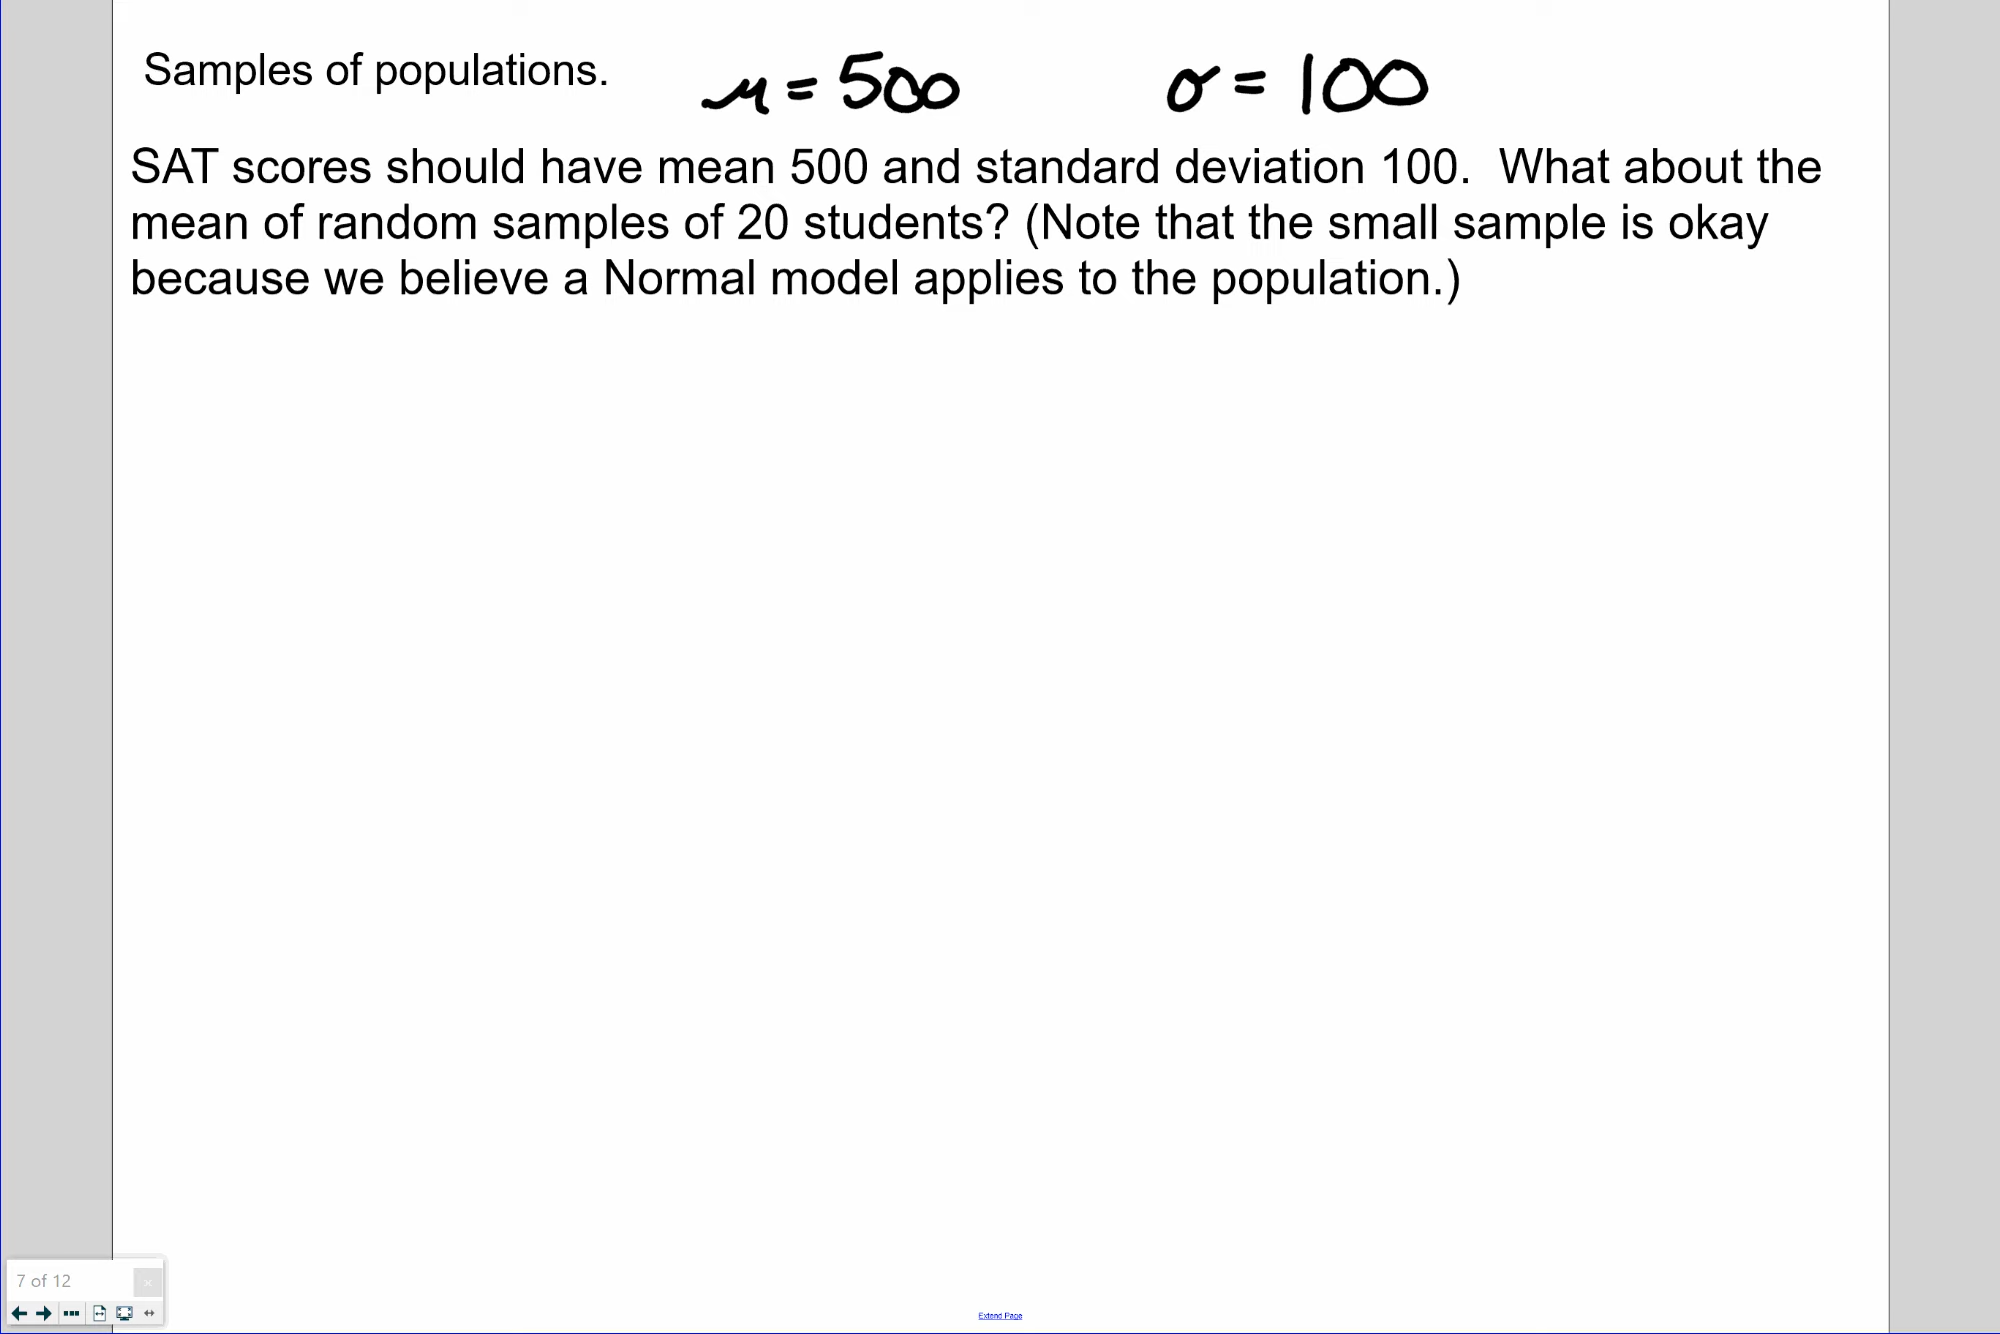 Samples of populations.
μ = 500
σ = 100
SAT scores should have mean 500 and standard deviation 100. What about the
mean of random samples of 20 students? (Note that the small sample is okay
because we believe a Normal model applies to the population.)
7 of 12
Extend Page